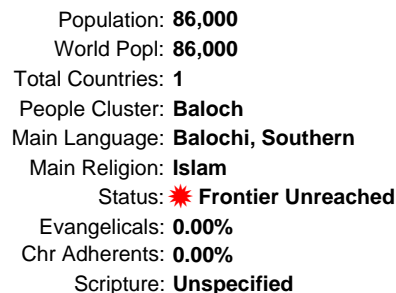 Population: 86,000
World Popl: 86,000
Total Countries: 1
People Cluster: Baloch
Main Language: Balochi, Southern
Main Religion: Islam
Status: Frontier Unreached
Evangelicals: 0.00%
Chr Adherents: 0.00%
Scripture: Unspecified